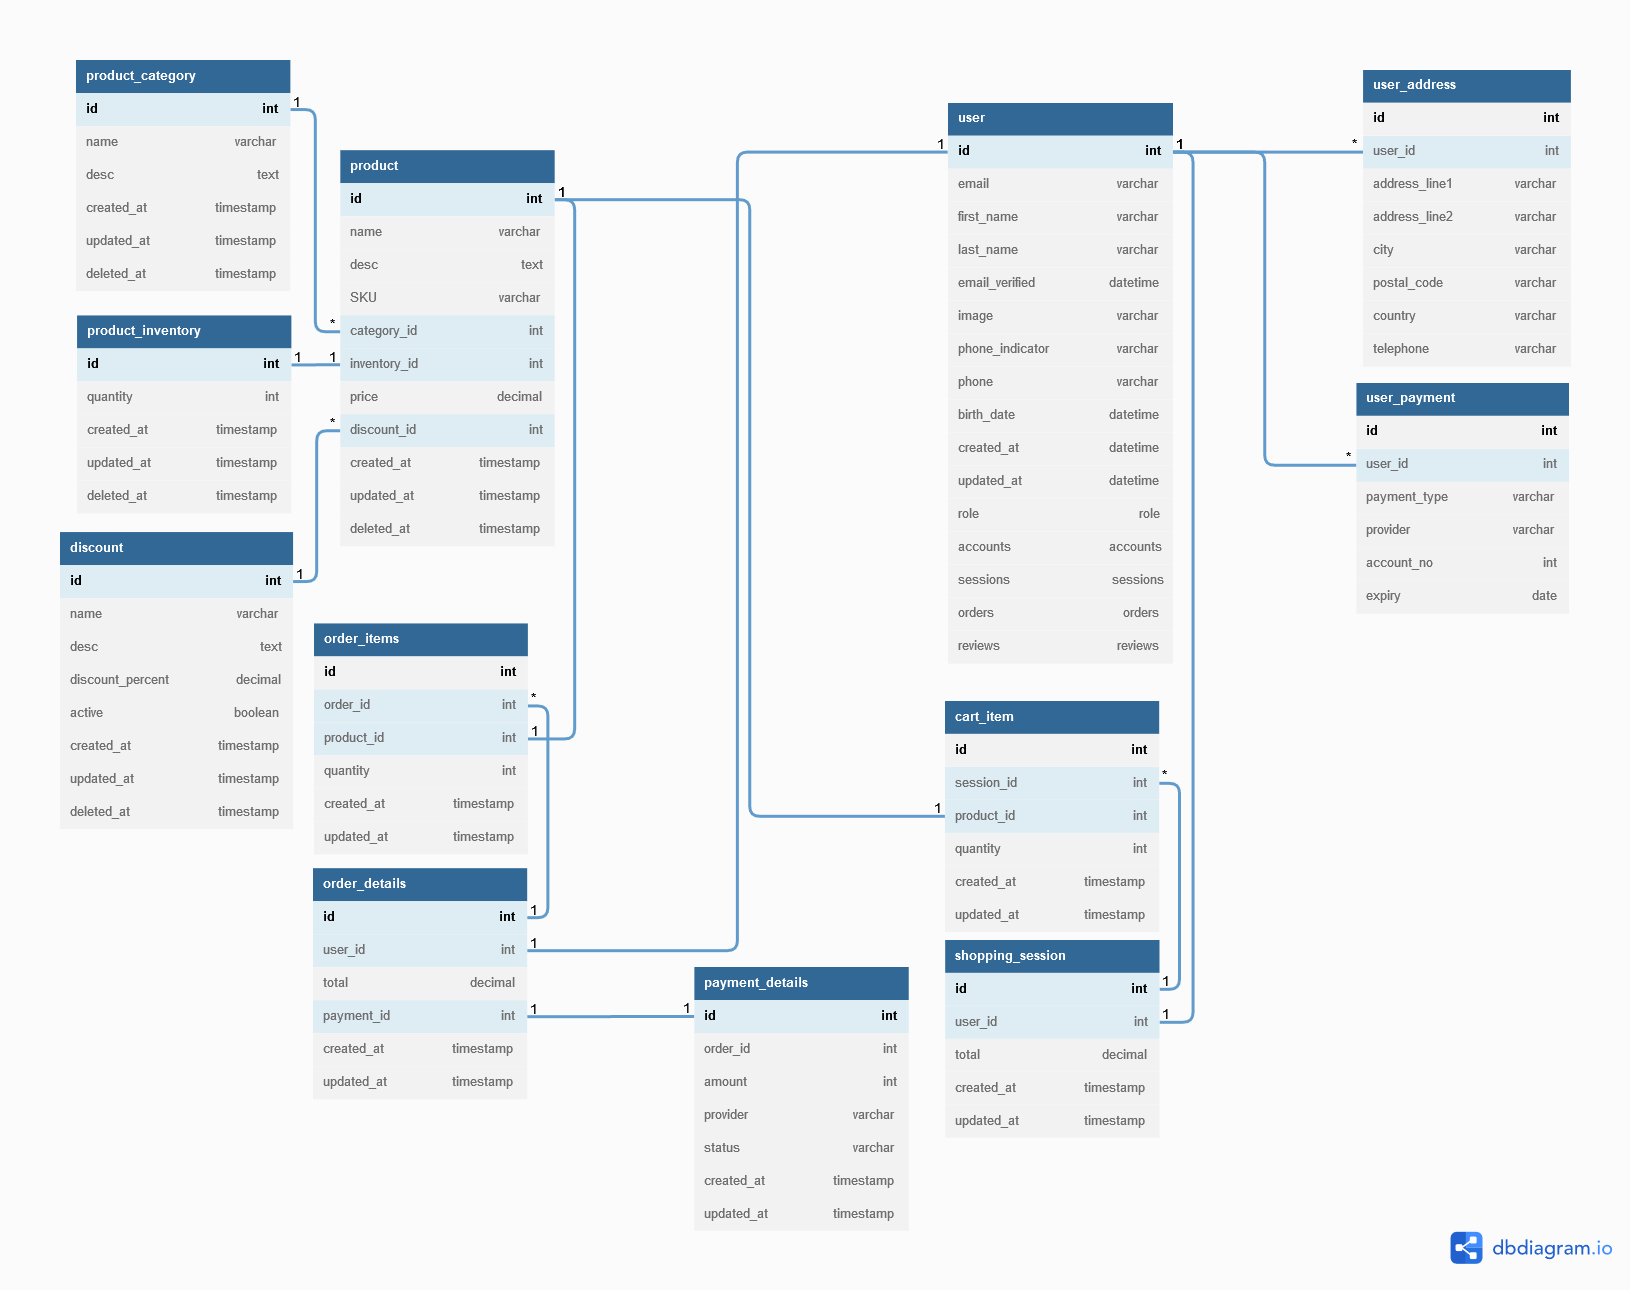 product_category
id int
name varchar
desc text
created_at timestamp
updated_at timestamp
deleted_at timestamp
1
*
product_inventory
id int
quantity int
created_at timestamp
updated_at timestamp
deleted_at timestamp
1 1
discount
id int
name varchar
desc text
discount_percent decimal
active boolean
created_at timestamp
updated_at timestamp
deleted_at timestamp
1
*
product
id int
name varchar
desc text
SKU varchar
category_id int
inventory_id int
price decimal
discount_id int
created_at timestamp
updated_at timestamp
deleted_at timestamp
1
order_items
id int
order_id int
product_id int
quantity int
created_at timestamp
updated_at timestamp
*
1
order_details
id int
user_id int
total decimal
payment_id int
created_at timestamp
updated_at timestamp
1
1
1 1
payment_details
id int
order_id int
amount int
provider varchar
status varchar
created_at timestamp
updated_at timestamp
user
1 1
id int
email varchar
first_name varchar
last_name varchar
email_verified datetime
image varchar
phone_indicator varchar
phone varchar
birth_date datetime
created_at datetime
updated_at datetime
role role
accounts accounts
sessions sessions
orders orders
reviews reviews
cart_item
id int
session_id int
product_id int
quantity int
created_at timestamp
updated_at timestamp
*
1
shopping_session
id int
user_id int
total decimal
created_at timestamp
updated_at timestamp
1
1
user_address
id int
user_id int
address_line1 varchar
address_line2 varchar
city varchar
postal_code varchar
country varchar
telephone varchar
*
user_payment
id int
user_id int
payment_type varchar
provider varchar
account_no int
expiry date
*
dbdiagram.io